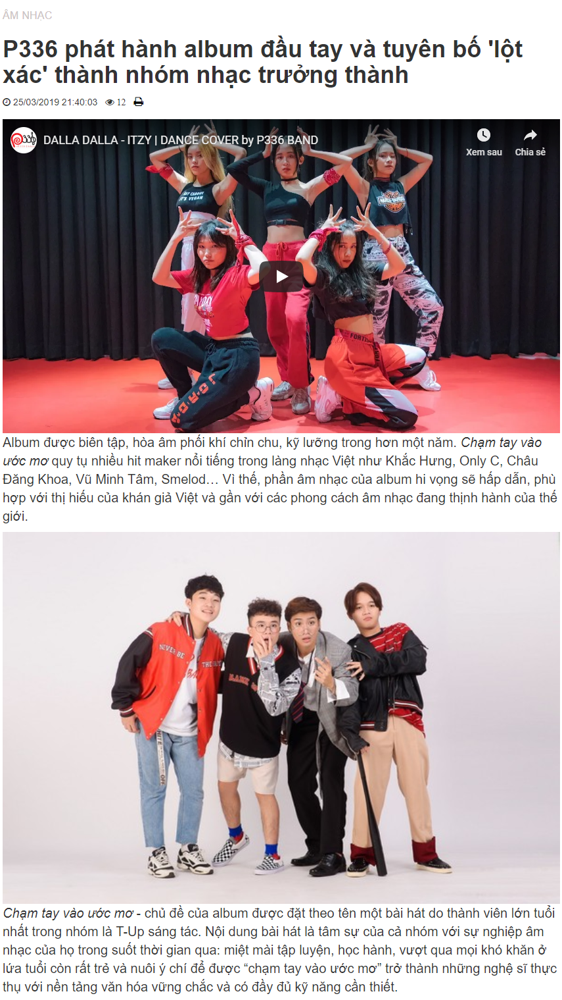 ÂM NHẠC
P336 phát hành album đầu tay và tuyên bố 'lột
xác' thành nhóm nhạc trưởng thành
25/03/2019 21:40:03 12
P336
DALLA DALLA - ITZY | DANCE COVER by P336 BAND
Xem sau
Chia sẻ
IT'S VEGAN
HARLEY-DAVIDSON
L.O.R.D.S
Album được biên tập, hòa âm phối khí chỉn chu, kỹ lưỡng trong hơn một năm. Chạm tay vào
ước mơ quy tụ nhiều hit maker nổi tiếng trong làng nhạc Việt như Khắc Hưng, Only C, Châu
Đăng Khoa, Vũ Minh Tâm, Smelod… Vì thế, phần âm nhạc của album hi vọng sẽ hấp dẫn, phù
hợp với thị hiếu của khán giả Việt và gần với các phong cách âm nhạc đang thịnh hành của thế
giới.
NEVER BE
Chạm tay vào ước mơ - chủ đề của album được đặt theo tên một bài hát do thành viên lớn tuổi
nhất trong nhóm là T-Up sáng tác. Nội dung bài hát là tâm sự của cả nhóm với sự nghiệp âm
nhạc của họ trong suốt thời gian qua: miệt mài tập luyện, học hành, vượt qua mọi khó khăn ở
lứa tuổi còn rất trẻ và nuôi ý chí để được “chạm tay vào ước mơ” trở thành những nghệ sĩ thực
thụ với nền tảng văn hóa vững chắc và có đầy đủ kỹ năng cần thiết.